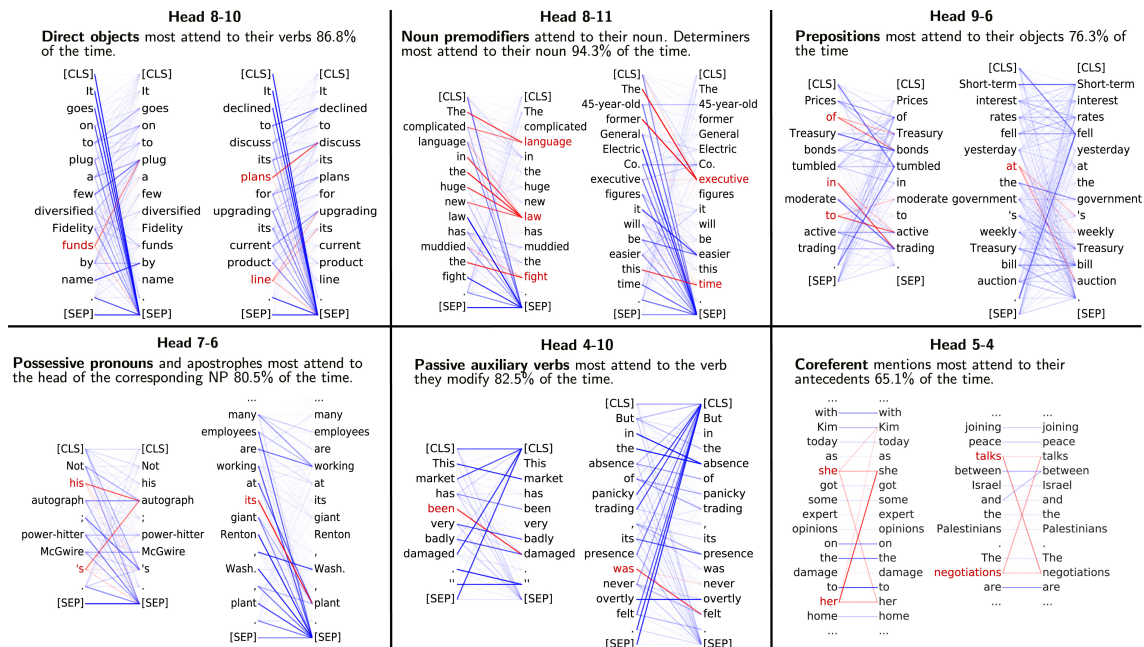 Head 8-10
Direct objects most attend to their verbs 86.8%
of the time.
[CLS] [CLS]
It It
goes goes
on on
to to
plug plug
a a
few few
diversified diversified
Fidelity Fidelity
funds funds
by by
name name
. .
[SEP] [SEP]
[CLS] [CLS]
It It
declined declined
to to
discuss discuss
its its
plans plans
for for
upgrading upgrading
its its
current current
product product
line line
. .
[SEP] [SEP]
Head 8-11
Noun premodifiers attend to their noun. Determiners
most attend to their noun 94.3% of the time.
[CLS] [CLS]
The The
complicated complicated
language language
in in
the the
huge huge
new new
law law
has has
muddied muddied
the the
fight fight
. .
[SEP] [SEP]
[CLS] [CLS]
The The
45-year-old 45-year-old
former former
General General
Electric Electric
Co. Co.
executive executive
figures figures
it it
will will
be be
easier easier
this this
time time
. .
[SEP] [SEP]
Head 9-6
Prepositions most attend to their objects 76.3% of
the time
[CLS] [CLS]
Prices Prices
of of
Treasury Treasury
bonds bonds
tumbled tumbled
in in
moderate moderate
to to
active active
trading trading
. .
[SEP] [SEP]
[CLS] [CLS]
Short-term Short-term
interest interest
rates rates
fell fell
yesterday yesterday
at at
the the
government government
's 's
weekly weekly
Treasury Treasury
bill bill
auction auction
. .
[SEP] [SEP]
Head 7-6
Possessive pronouns and apostrophes most attend to
the head of the corresponding NP 80.5% of the time.
[CLS] [CLS]
Not Not
his his
autograph autograph
; ;
power-hitter power-hitter
McGwire McGwire
's 's
. .
[SEP] [SEP]
... ...
many many
employees employees
are are
working working
at at
its its
giant giant
Renton Renton
, ,
Wash. Wash.
, ,
plant plant
. .
[SEP] [SEP]
Head 4-10
Passive auxiliary verbs most attend to the verb
they modify 82.5% of the time.
[CLS] [CLS]
This This
market market
has has
been been
very very
badly badly
damaged damaged
. .
'' ''
[SEP] [SEP]
[CLS] [CLS]
But But
in in
the the
absence absence
of of
panicky panicky
trading trading
, ,
its its
presence presence
was was
never never
overtly overtly
felt felt
. .
[SEP] [SEP]
Head 5-4
Coreferent mentions most attend to their
antecedents 65.1% of the time.
... ...
with with
Kim Kim
today today
as as
she she
got got
some some
expert expert
opinions opinions
on on
the the
damage damage
to to
her her
home home
... ...
... ...
joining joining
peace peace
talks talks
between between
Israel Israel
and and
the the
Palestinians Palestinians
. .
The The
negotiations negotiations
are are
... ...